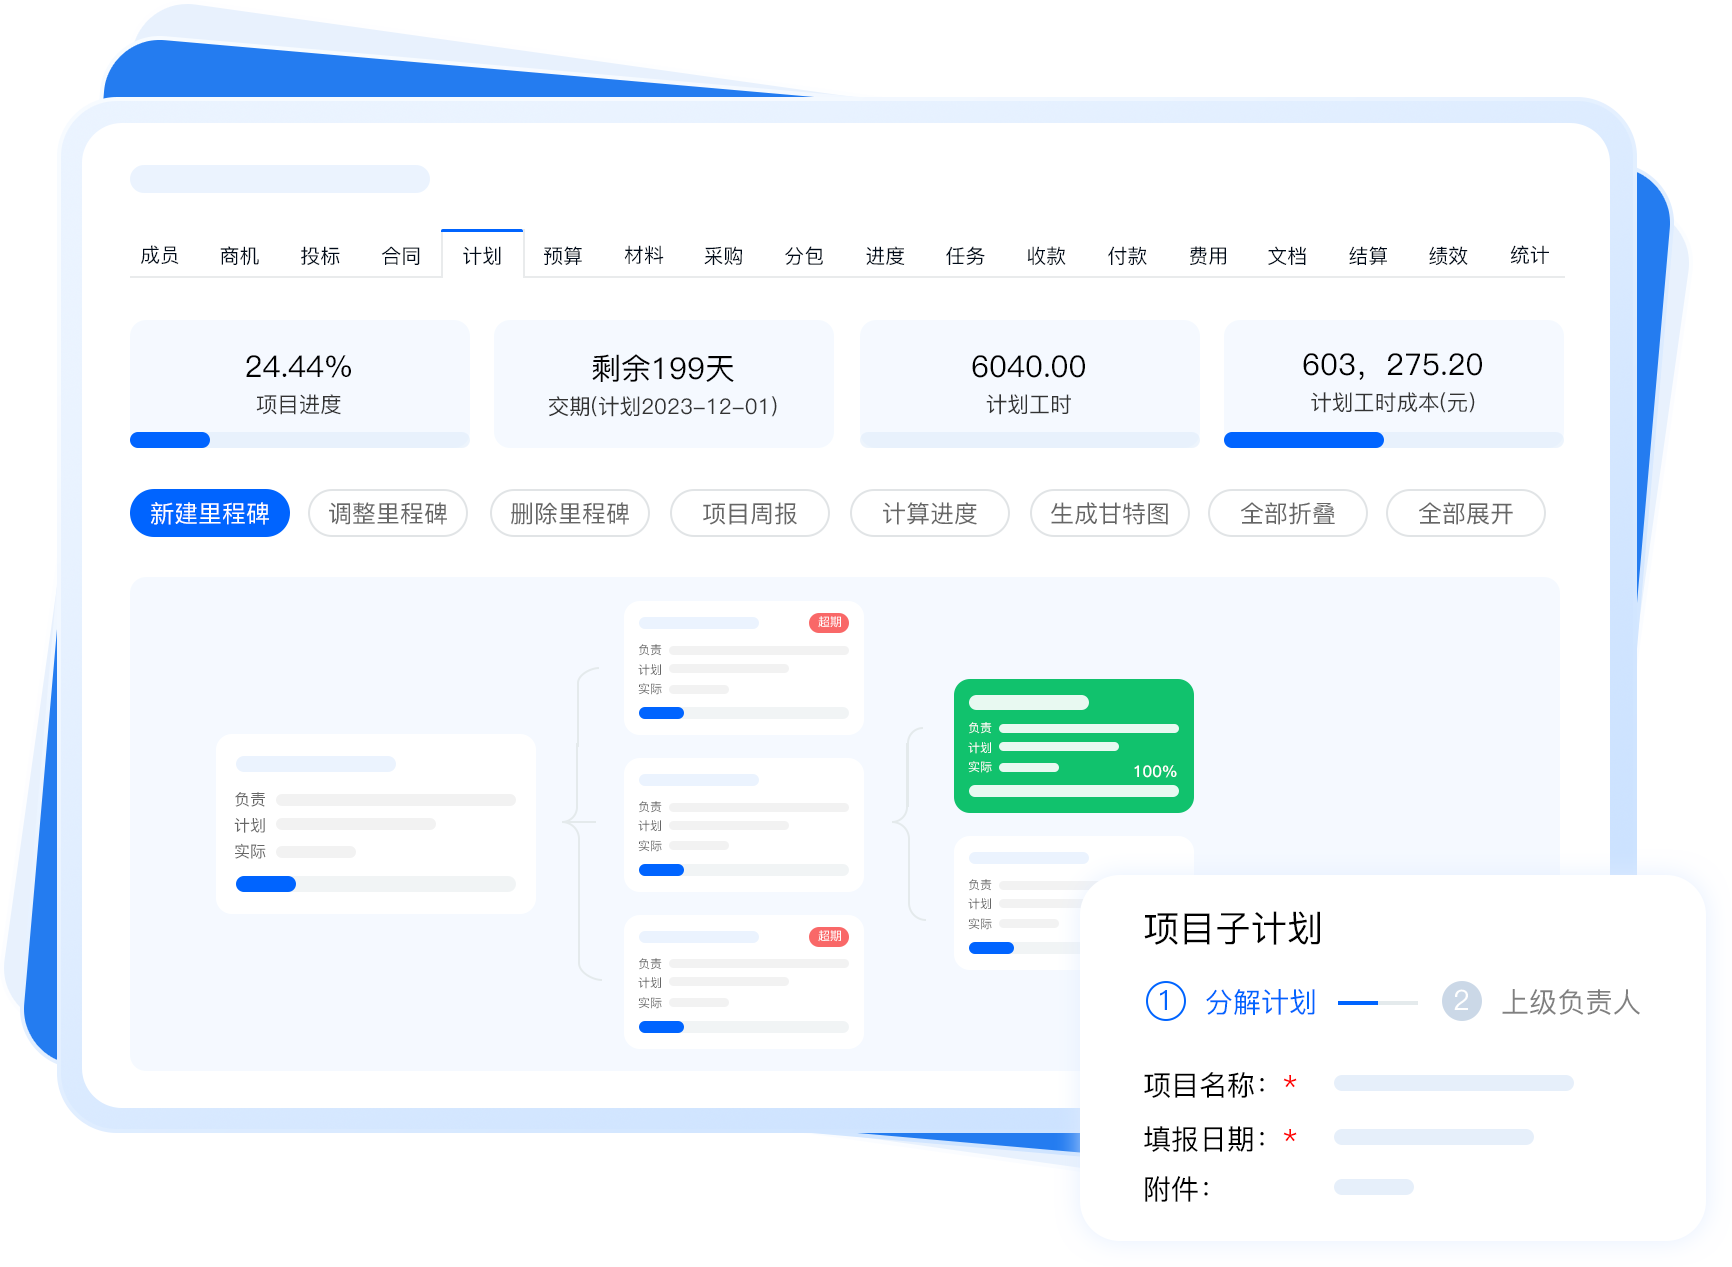 成员 商机 投标 合同 计划 预算 材料 采购 分包 进度 任务 收款 付款 费用 文档 结算 绩效 统计
24.44% 剩余199天 6040.00 603，275.20
项目进度 交期(计划2023-12-01) 计划工时 计划工时成本(元)
新建里程碑 调整里程碑 删除里程碑 项目周报 计算进度 生成甘特图 全部折叠 全部展开
负责
计划
实际
超期
负责
计划
实际
负责
计划
实际
超期
负责
计划
实际
负责
计划
实际
100%
负责
计划
实际
项目子计划
1 分解计划 2 上级负责人
项目名称： *
填报日期： *
附件：